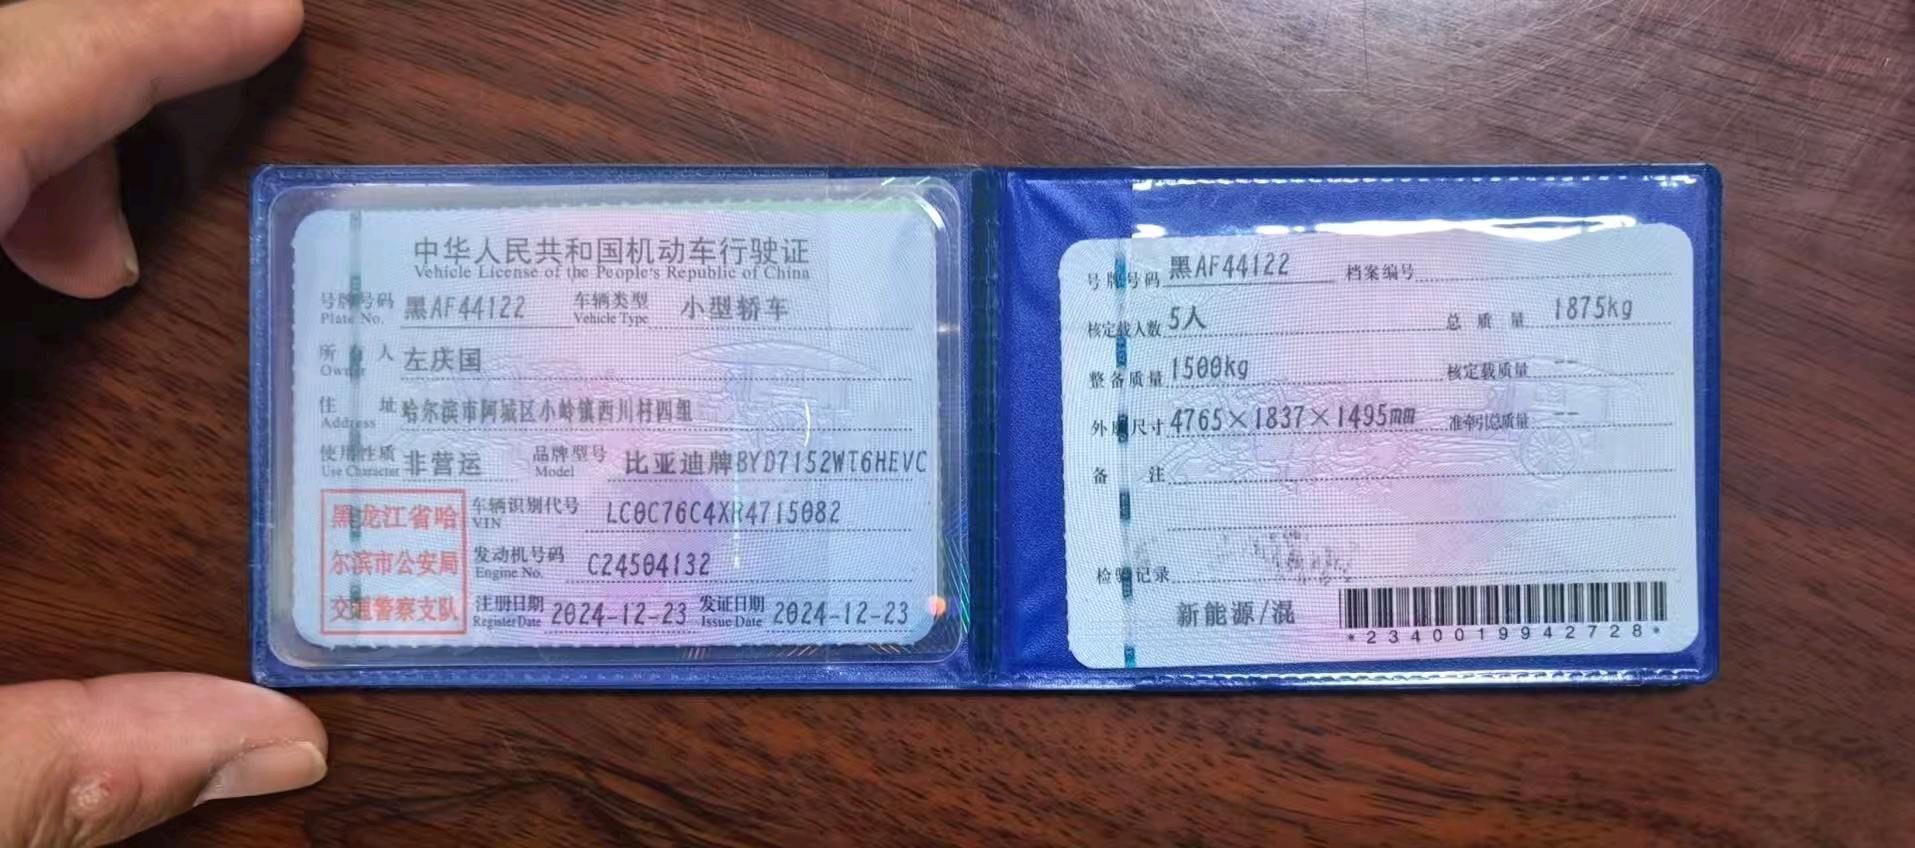 中华人民共和国机动车行驶证
Vehicle License of the People's Republic of China
号牌号码 黑AF44122 车辆类型 小型轿车
Plate No. Vehicle Type
所有人 左庆国
Owner
住址 哈尔滨市阿城区小岭镇西川村四组
Address
使用性质 非营运 品牌型号 比亚迪牌BYD7152WT6HEVC
Use Character Model
黑龙江省哈
尔滨市公安局
交通警察支队
车辆识别代号 LC0C76C4XR4715082
VIN
发动机号码 C24504132
Engine No.
注册日期 2024-12-23 发证日期 2024-12-23
Register Date Issue Date
号牌号码 黑AF44122 档案编号
核定载人数 5人 总质量 1875kg
整备质量 1500kg 核定载质量 --
外廓尺寸 4765×1837×1495mm 准牵引总质量 --
备注
检验记录
新能源/混
*2340019942728*